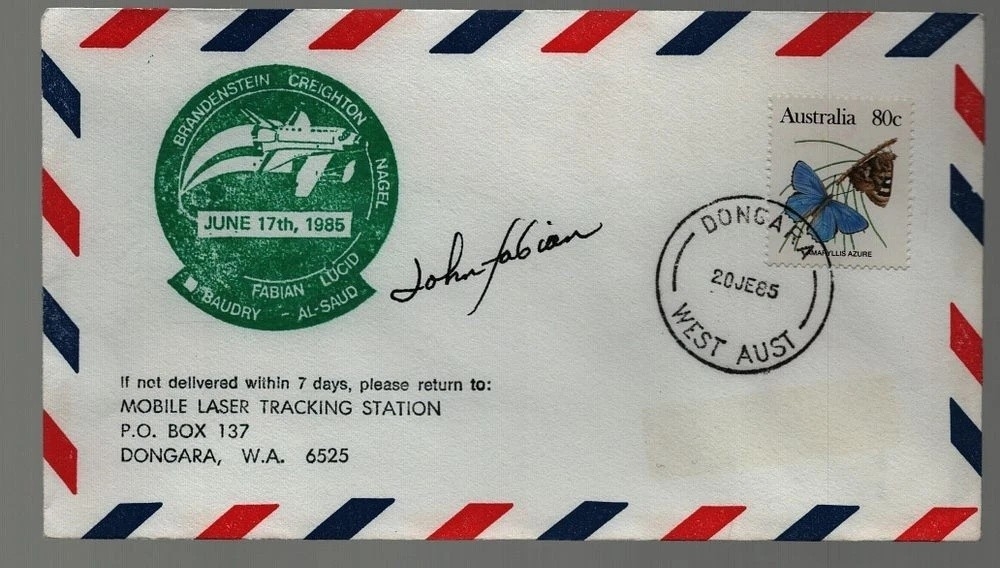 BRANDENSTEIN CREIGHTON NAGEL
JUNE 17th, 1985
FABIAN LUCID
BAUDRY - AL-SAUD
John Fabian
Australia 80c
AMARYLLIS AZURE
DONGARA
20JE85
WEST AUST
If not delivered within 7 days, please return to:
MOBILE LASER TRACKING STATION
P.O. BOX 137
DONGARA, W.A. 6525